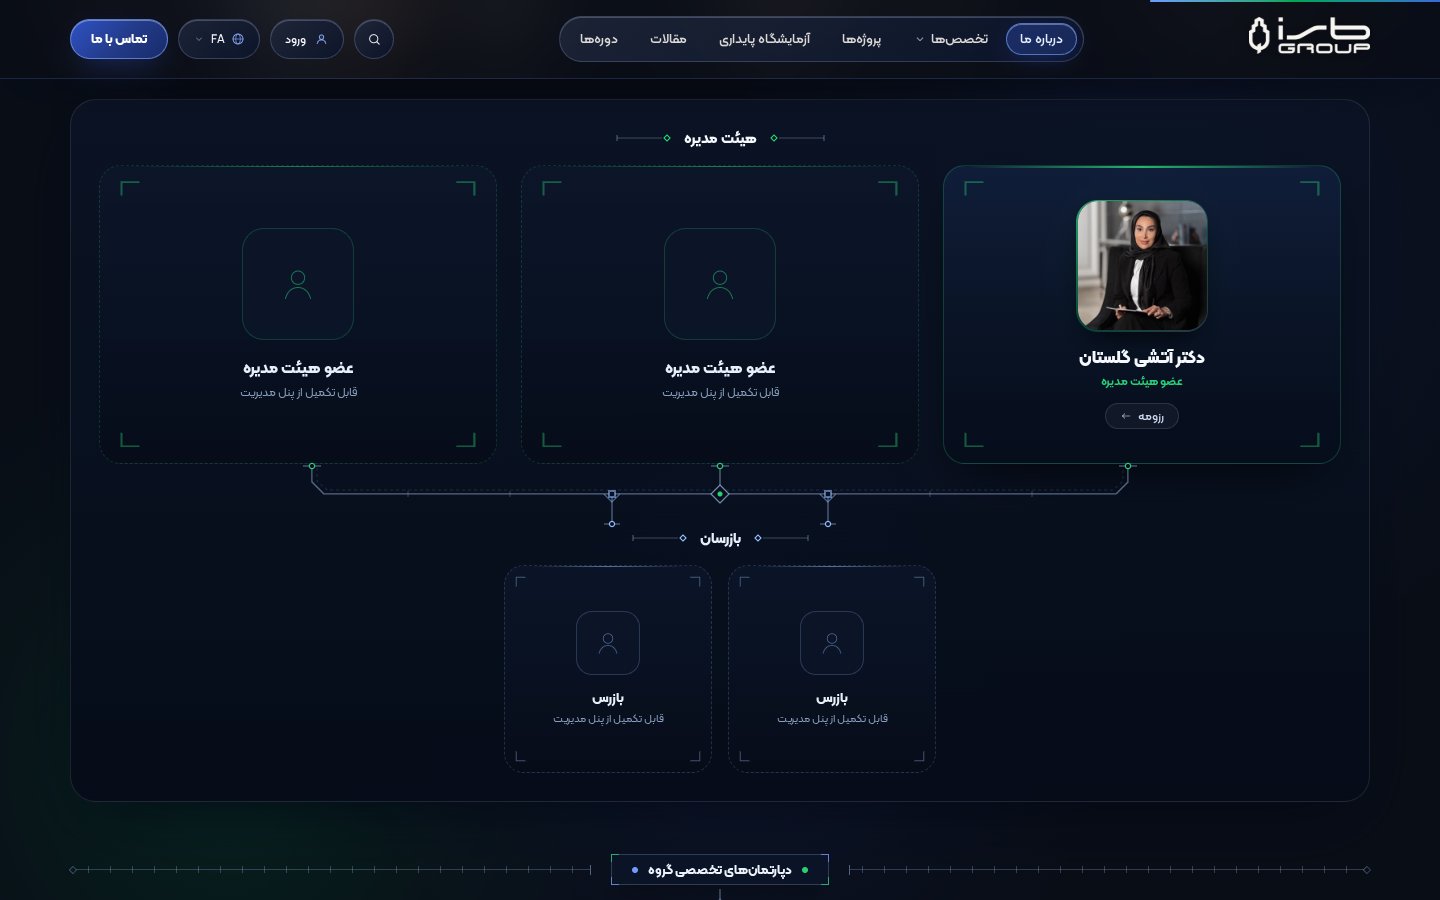 isb GROUP
درباره ما
تخصص‌ها
پروژه‌ها
آزمایشگاه پایداری
مقالات
دوره‌ها
ورود
FA
تماس با ما
هیئت مدیره
دکتر آتشی گلستان
عضو هیئت مدیره
رزومه ←
عضو هیئت مدیره
قابل تکمیل از پنل مدیریت
عضو هیئت مدیره
قابل تکمیل از پنل مدیریت
بازرسان
بازرس
قابل تکمیل از پنل مدیریت
بازرس
قابل تکمیل از پنل مدیریت
دپارتمان‌های تخصصی گروه